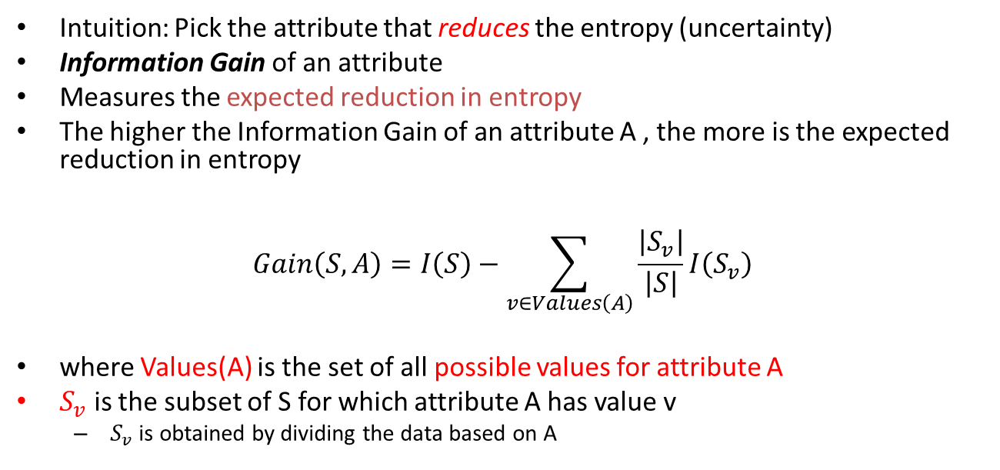 • Intuition: Pick the attribute that reduces the entropy (uncertainty)
• Information Gain of an attribute
• Measures the expected reduction in entropy
• The higher the Information Gain of an attribute A , the more is the expected
reduction in entropy
Gain(S, A) = I(S) − ∑_{v∈Values(A)} |S_v|/|S| I(S_v)
• where Values(A) is the set of all possible values for attribute A
• S_v is the subset of S for which attribute A has value v
– S_v is obtained by dividing the data based on A